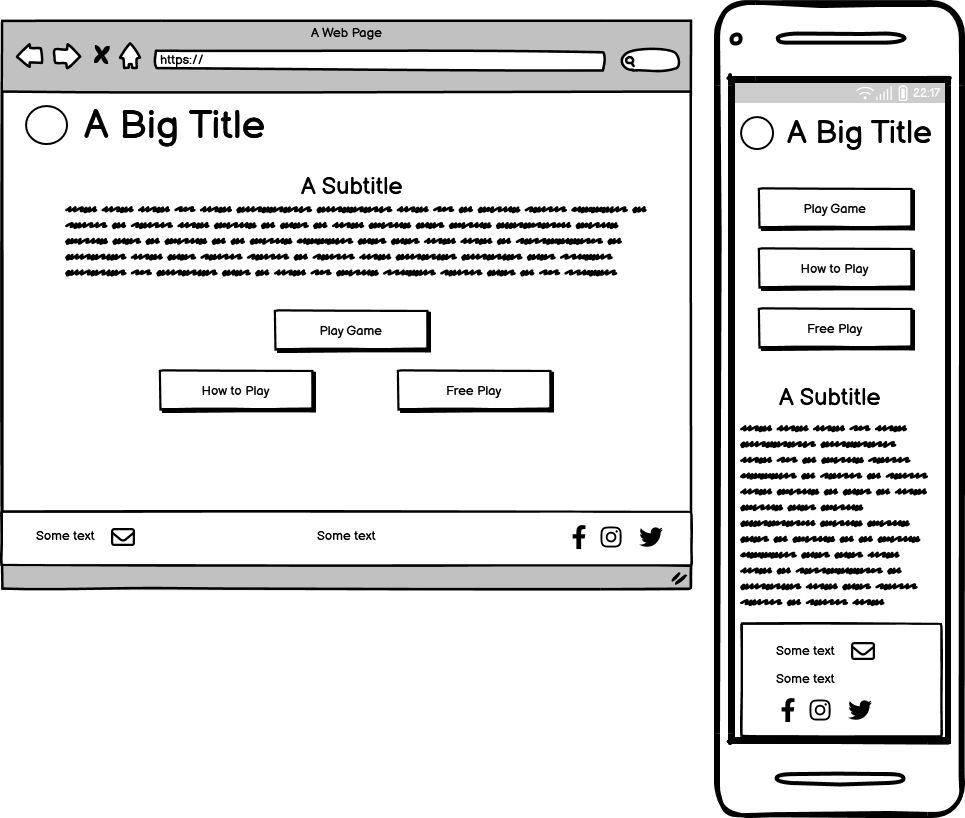 A Web Page
https://
A Big Title
A Subtitle
Play Game
How to Play
Free Play
Some text
Some text
22:17
A Big Title
Play Game
How to Play
Free Play
A Subtitle
Some text
Some text